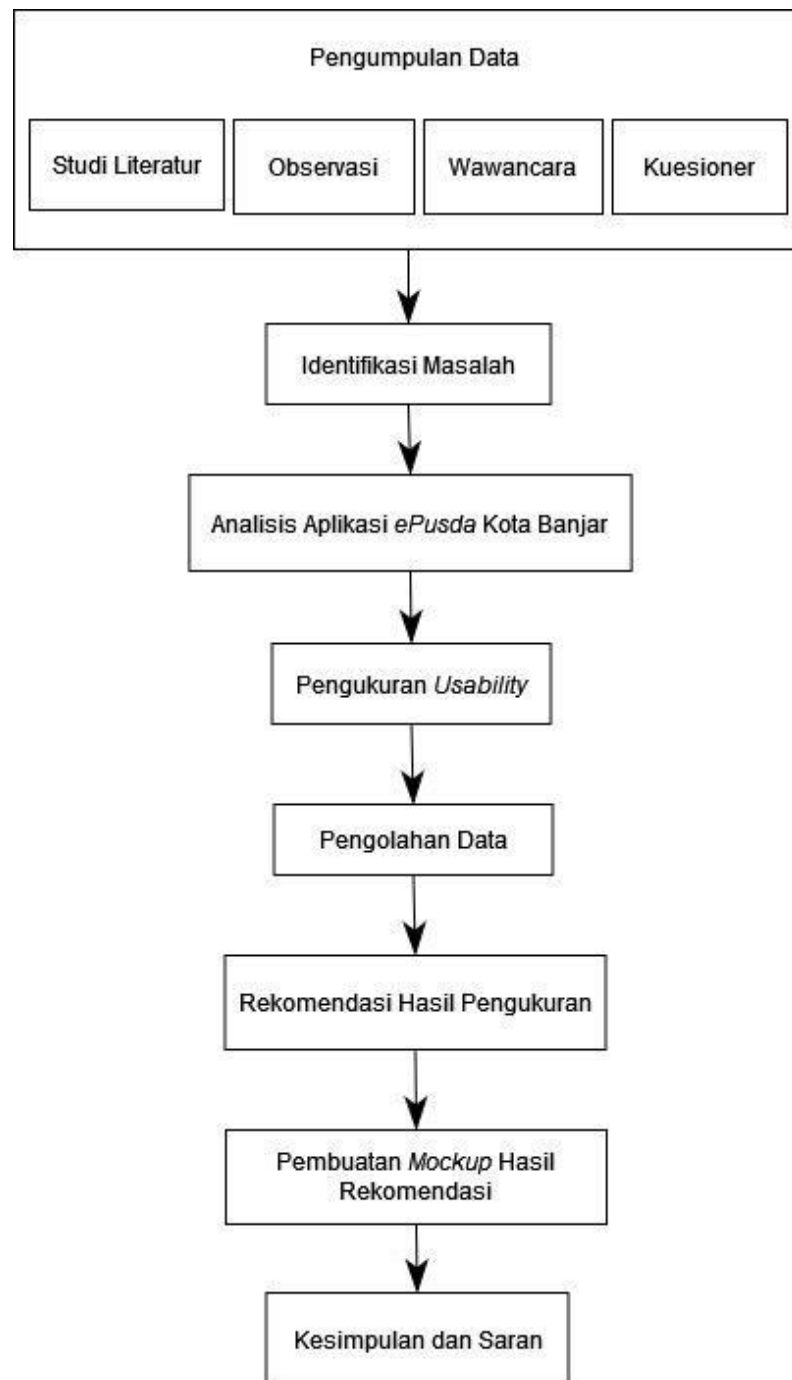 Pengumpulan Data
Studi Literatur
Observasi
Wawancara
Kuesioner
Identifikasi Masalah
Analisis Aplikasi ePusda Kota Banjar
Pengukuran Usability
Pengolahan Data
Rekomendasi Hasil Pengukuran
Pembuatan Mockup Hasil
Rekomendasi
Kesimpulan dan Saran